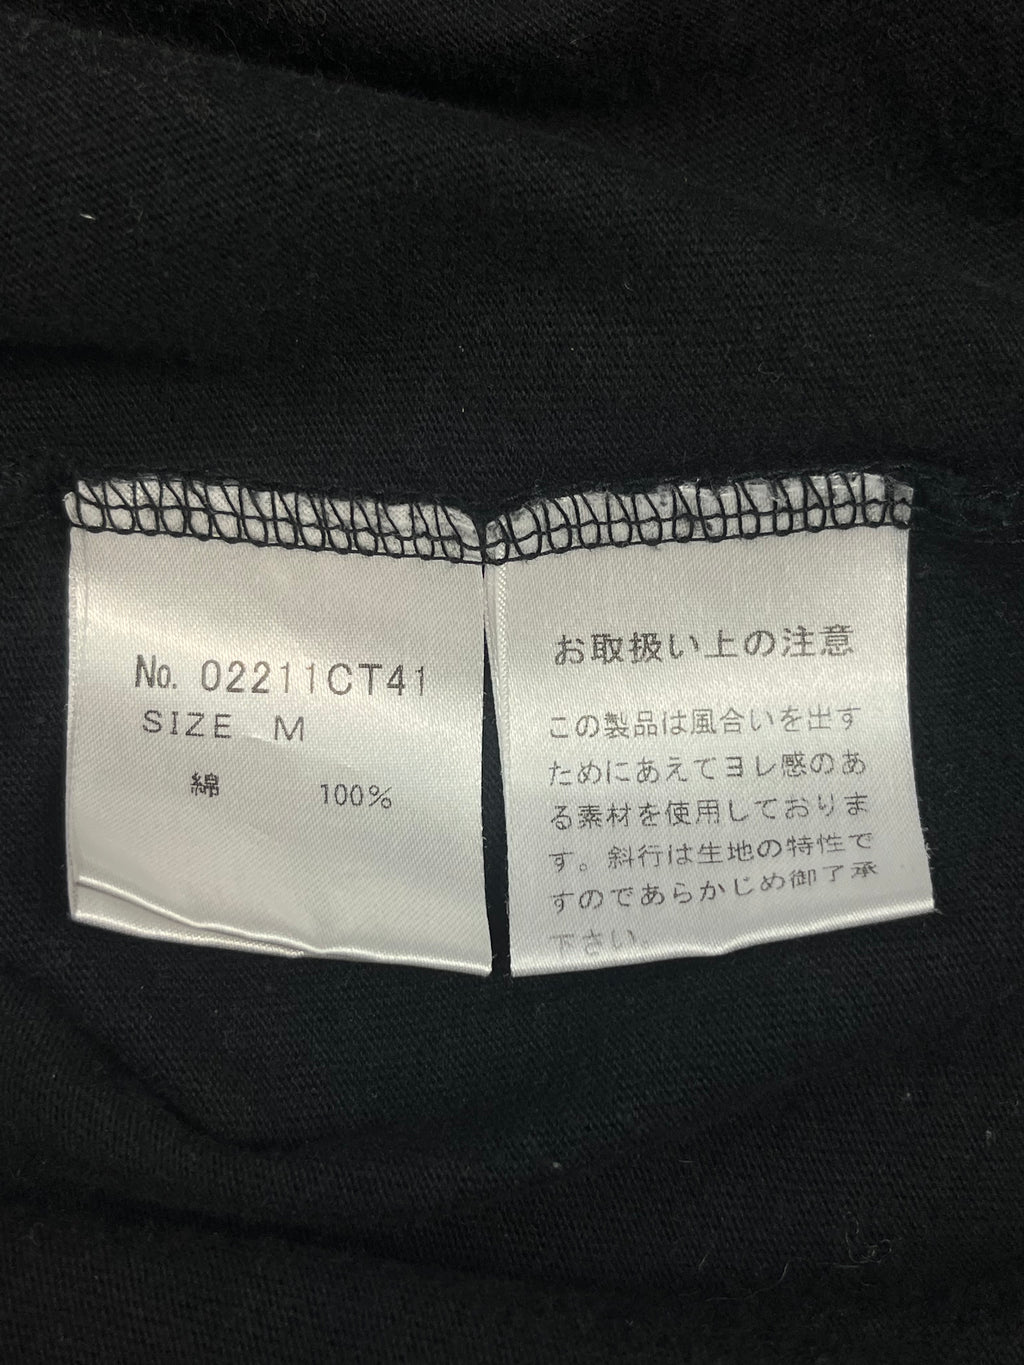 No. 02211CT41
SIZE M
綿 100%
お取扱い上の注意
この製品は風合いを出す
ためにあえてヨレ感のあ
る素材を使用しておりま
す。斜行は生地の特性で
すのであらかじめ御了承
下さい。